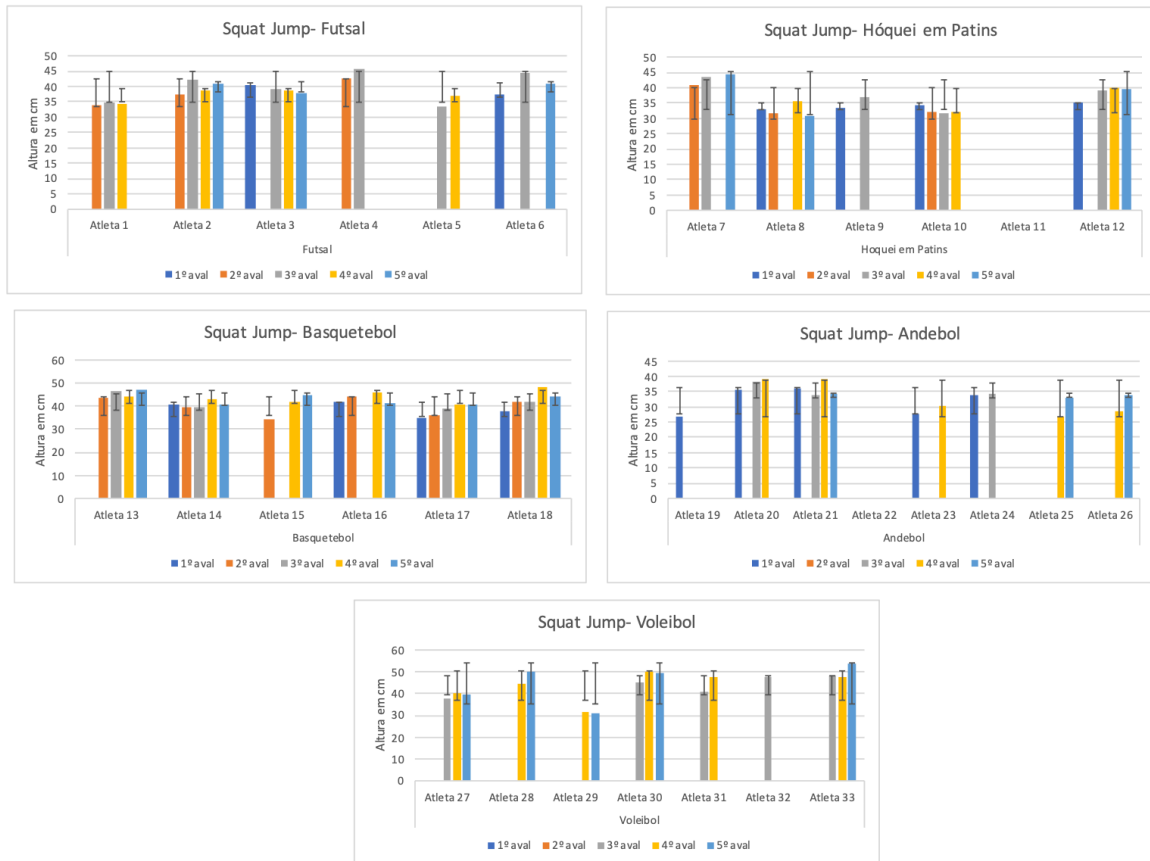 Squat Jump- Futsal
Altura em cm
50
45
40
35
30
25
20
15
10
5
0
Atleta 1 Atleta 2 Atleta 3 Atleta 4 Atleta 5 Atleta 6
Futsal
1º aval 2º aval 3º aval 4º aval 5º aval
Squat Jump- Hóquei em Patins
Altura em cm
50
45
40
35
30
25
20
15
10
5
0
Atleta 7 Atleta 8 Atleta 9 Atleta 10 Atleta 11 Atleta 12
Hoquei em Patins
1º aval 2º aval 3º aval 4º aval 5º aval
Squat Jump- Basquetebol
Altura em cm
60
50
40
30
20
10
0
Atleta 13 Atleta 14 Atleta 15 Atleta 16 Atleta 17 Atleta 18
Basquetebol
1º aval 2º aval 3º aval 4º aval 5º aval
Squat Jump- Andebol
Altura em cm
45
40
35
30
25
20
15
10
5
0
Atleta 19 Atleta 20 Atleta 21 Atleta 22 Atleta 23 Atleta 24 Atleta 25 Atleta 26
Andebol
1º aval 2º aval 3º aval 4º aval 5º aval
Squat Jump- Voleibol
Altura em cm
60
50
40
30
20
10
0
Atleta 27 Atleta 28 Atleta 29 Atleta 30 Atleta 31 Atleta 32 Atleta 33
Voleibol
1º aval 2º aval 3º aval 4º aval 5º aval